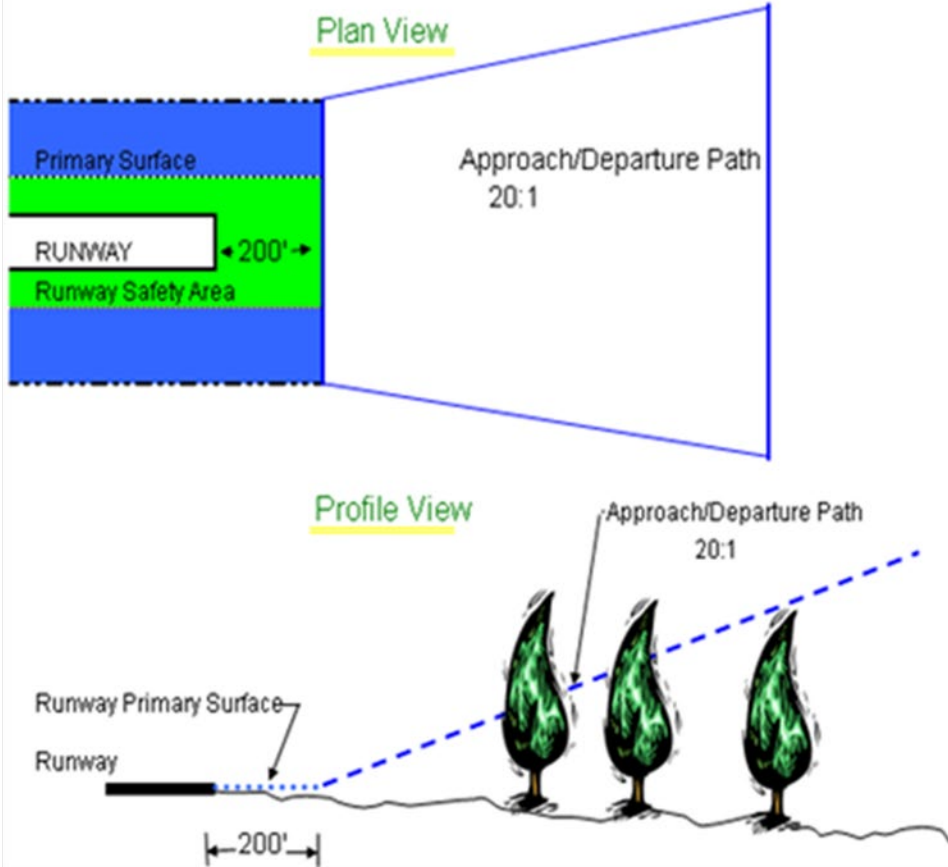 Plan View
Primary Surface
Approach/Departure Path
20:1
RUNWAY
200'
Runway Safety Area
Profile View
Approach/Departure Path
20:1
Runway Primary Surface
Runway
200'